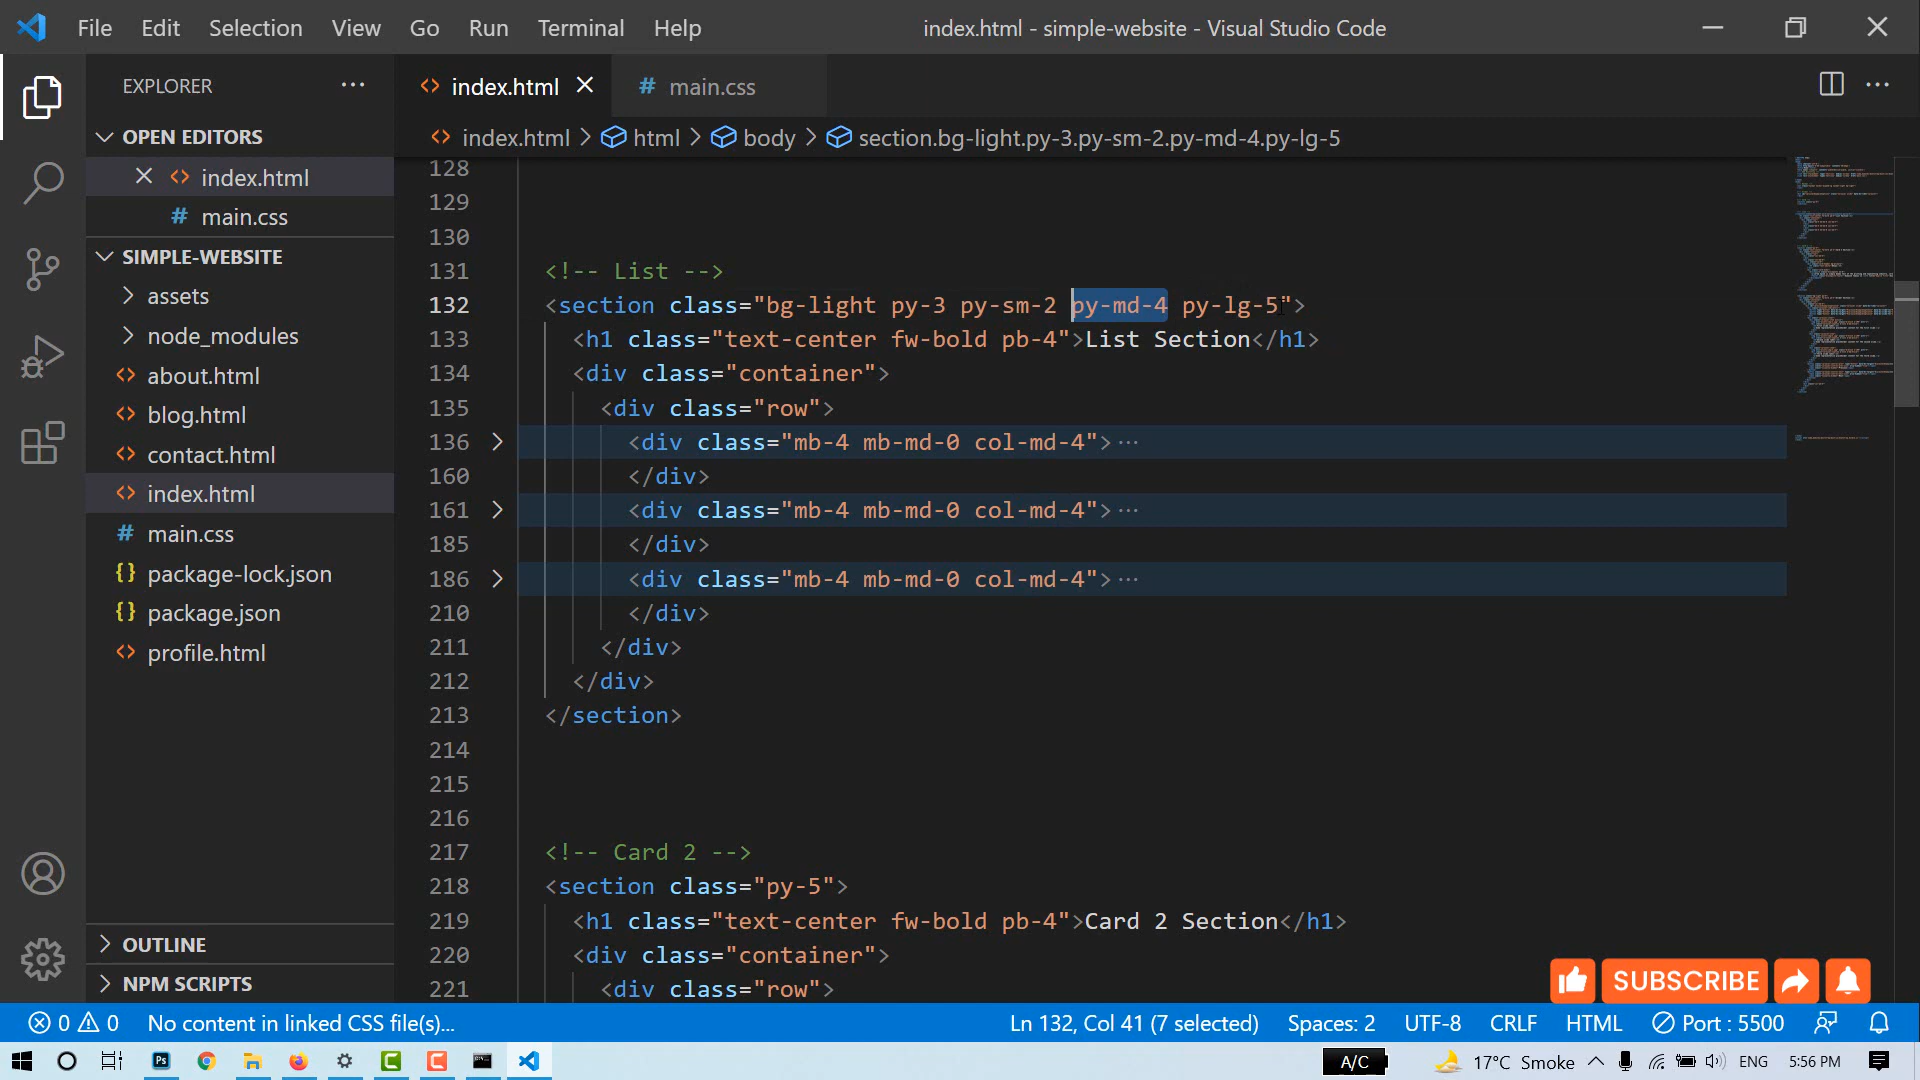 File Edit Selection View Go Run Terminal Help index.html - simple-website - Visual Studio Code
EXPLORER
OPEN EDITORS
index.html
# main.css
SIMPLE-WEBSITE
assets
node_modules
about.html
blog.html
contact.html
index.html
# main.css
{} package-lock.json
{} package.json
profile.html
OUTLINE
NPM SCRIPTS
index.html # main.css
index.html > html > body > section.bg-light.py-3.py-sm-2.py-md-4.py-lg-5
128
129
130
131 <!-- List -->
132 <section class="bg-light py-3 py-sm-2 py-md-4 py-lg-5">
133 <h1 class="text-center fw-bold pb-4">List Section</h1>
134 <div class="container">
135 <div class="row">
136 <div class="mb-4 mb-md-0 col-md-4">...
160 </div>
161 <div class="mb-4 mb-md-0 col-md-4">...
185 </div>
186 <div class="mb-4 mb-md-0 col-md-4">...
210 </div>
211 </div>
212 </div>
213 </section>
214
215
216
217 <!-- Card 2 -->
218 <section class="py-5">
219 <h1 class="text-center fw-bold pb-4">Card 2 Section</h1>
220 <div class="container">
221 <div class="row">
SUBSCRIBE
0 0 No content in linked CSS file(s)... Ln 132, Col 41 (7 selected) Spaces: 2 UTF-8 CRLF HTML Port : 5500
Ps A/C 17°C Smoke ENG 5:56 PM